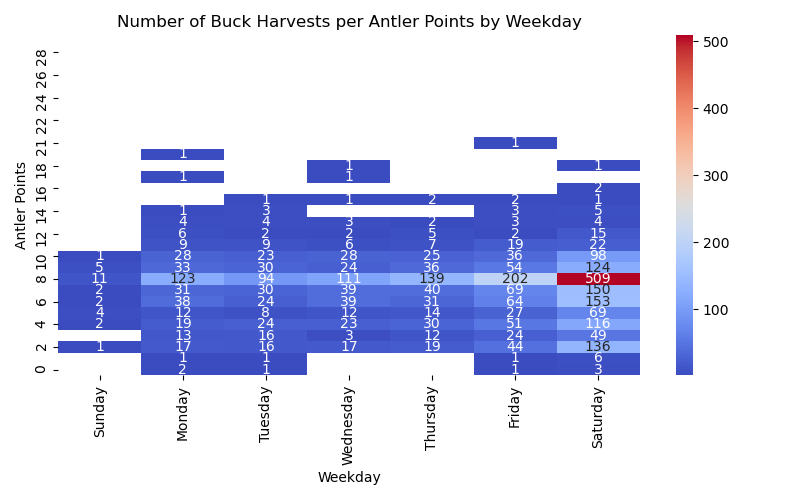 Number of Buck Harvests per Antler Points by Weekday
Antler Points
28
26
24
22
21 1
1
18 1 1
1 1
16 2
1 1 2 2 1
14 1 3 3 5
4 4 3 2 3 4
12 6 2 2 5 2 15
9 9 6 7 19 22
10 1 28 23 28 25 36 98
5 33 30 24 36 54 124
8 11 123 94 111 139 202 509
2 31 30 39 40 69 150
6 2 38 24 39 31 64 153
4 12 8 12 14 27 69
4 2 19 24 23 30 51 116
13 16 3 12 24 49
2 1 17 16 17 19 44 136
1 1 1 6
0 2 1 1 3
Sunday Monday Tuesday Wednesday Thursday Friday Saturday
Weekday
500
400
300
200
100